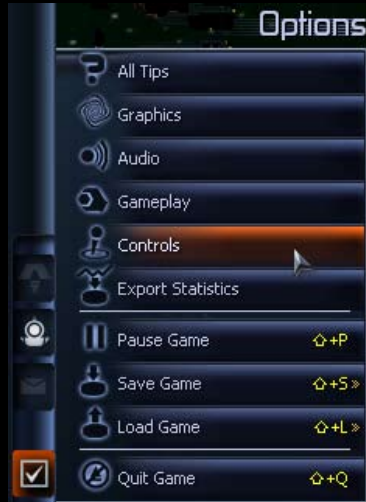 Options
All Tips
Graphics
Audio
Gameplay
Controls
Export Statistics
Pause Game ⇧+P
Save Game ⇧+S »
Load Game ⇧+L »
Quit Game ⇧+Q